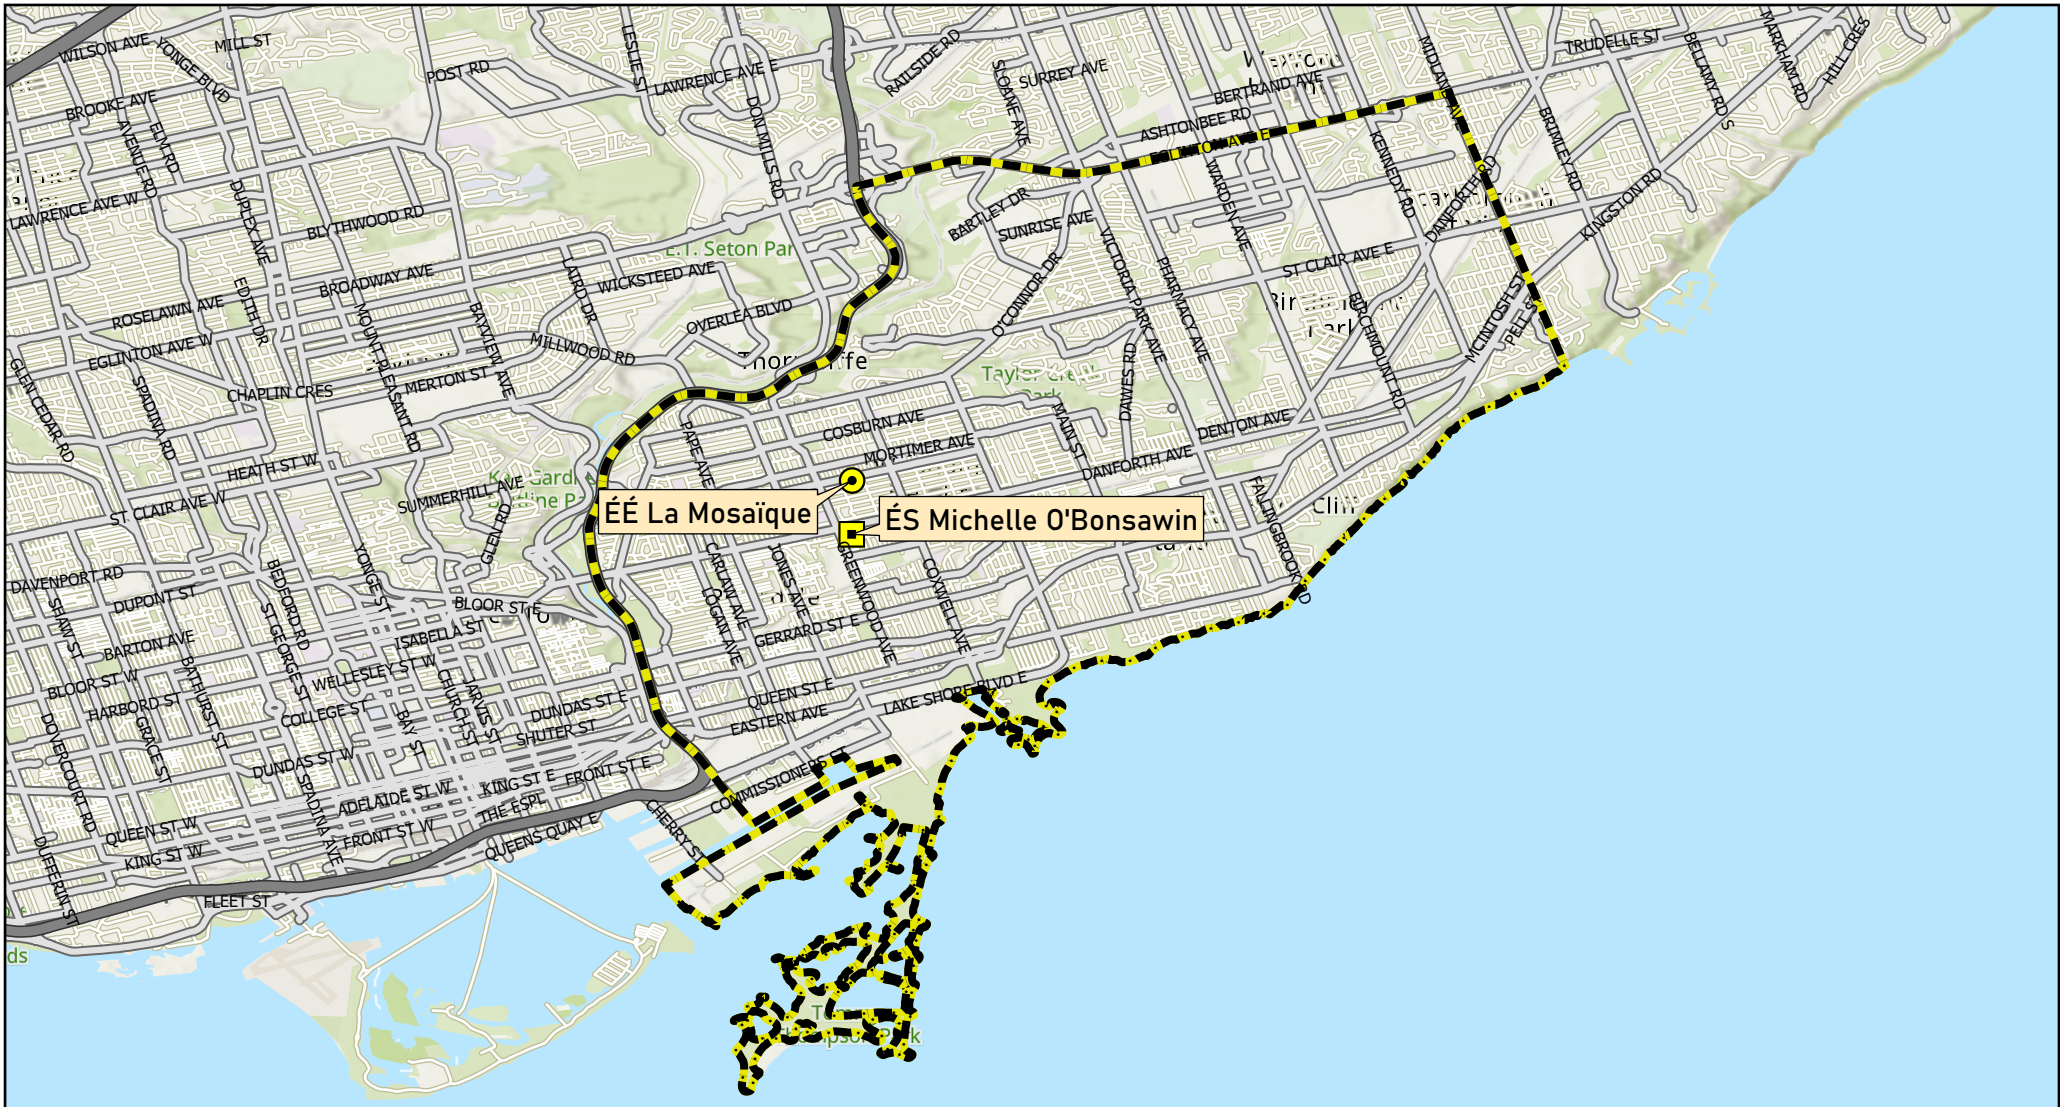 WILSON AVE
YONGE BLVD
MILL ST
LESLIE ST
POST RD
LAWRENCE AVE E
RAILSIDE RD
SLOANE AVE
SURREY AVE
BERTRAND AVE
MIDLAND AVE
TRUDELLE ST
BELLAMY RD S
MARKHAM RD
HILL CRES
BROOKE AVE
AVENUE RD
ELM RD
DON MILLS RD
ASHTONBEE RD
EGLINTON AVE E
KENNEDY RD
BRIMLEY RD
DANFORTH RD
KINGSTON RD
WARDEN AVE
LAWRENCE AVE W
DUPLEX AVE
BLYTHWOOD RD
E.T. Seton Par
BARTLEY DR
SUNRISE AVE
VICTORIA PARK AVE
PHARMACY AVE
ST CLAIR AVE E
BROADWAY AVE
LAIRD DR
WICKSTEED AVE
O'CONNOR DR
ROSELAWN AVE
EDITH DR
MOUNT PLEASANT RD
BAYVIEW AVE
OVERLEA BLVD
BIRCHMOUNT RD
MCINTOSH ST
PELL ST
EGLINTON AVE W
MILLWOOD RD
GLEN CEDAR RD
SPADINA RD
CHAPLIN CRES
MERTON ST
Taylor Creek
Park
DAWES RD
MAIN ST
COSBURN AVE
MORTIMER AVE
DENTON AVE
DANFORTH AVE
PAPE AVE
HEATH ST W
SUMMERHILL AVE
ST CLAIR AVE W
GLEN RD
ÉÉ La Mosaïque
ÉS Michelle O'Bonsawin
FALLINGBROOK RD
Cliff
DAVENPORT RD
DUPONT ST
SHAW ST
BEDFORD RD
YONGE ST
ST GEORGE ST
BLOOR ST E
ISABELLA ST
CARLAW AVE
LOGAN AVE
JONES AVE
GREENWOOD AVE
COXWELL AVE
GERRARD ST E
BARTON AVE
BLOOR ST W
BATHURST ST
WELLESLEY ST W
CHURCH ST
JARVIS ST
HARBORD ST
COLLEGE ST
BAY ST
DUNDAS ST E
SHUTER ST
QUEEN ST E
EASTERN AVE
LAKE SHORE BLVD E
DOVERCOURT RD
GRACE ST
DUNDAS ST W
SPADINA AVE
ADELAIDE ST W
KING ST E
FRONT ST E
THE ESPL
COMMISSIONERS ST
CHERRY ST
QUEEN ST W
KING ST W
FRONT ST W
QUEENS QUAY E
DUFFERIN ST
FLEET ST
ds